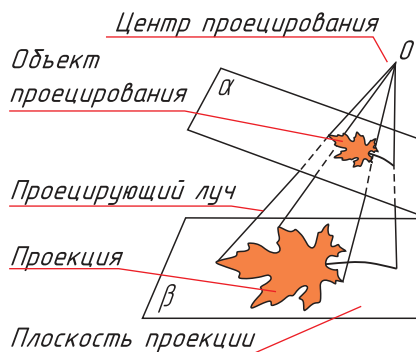 Центр проецирования
O
Объект
проецирования
α
Проецирующий луч
Проекция
β
Плоскость проекции